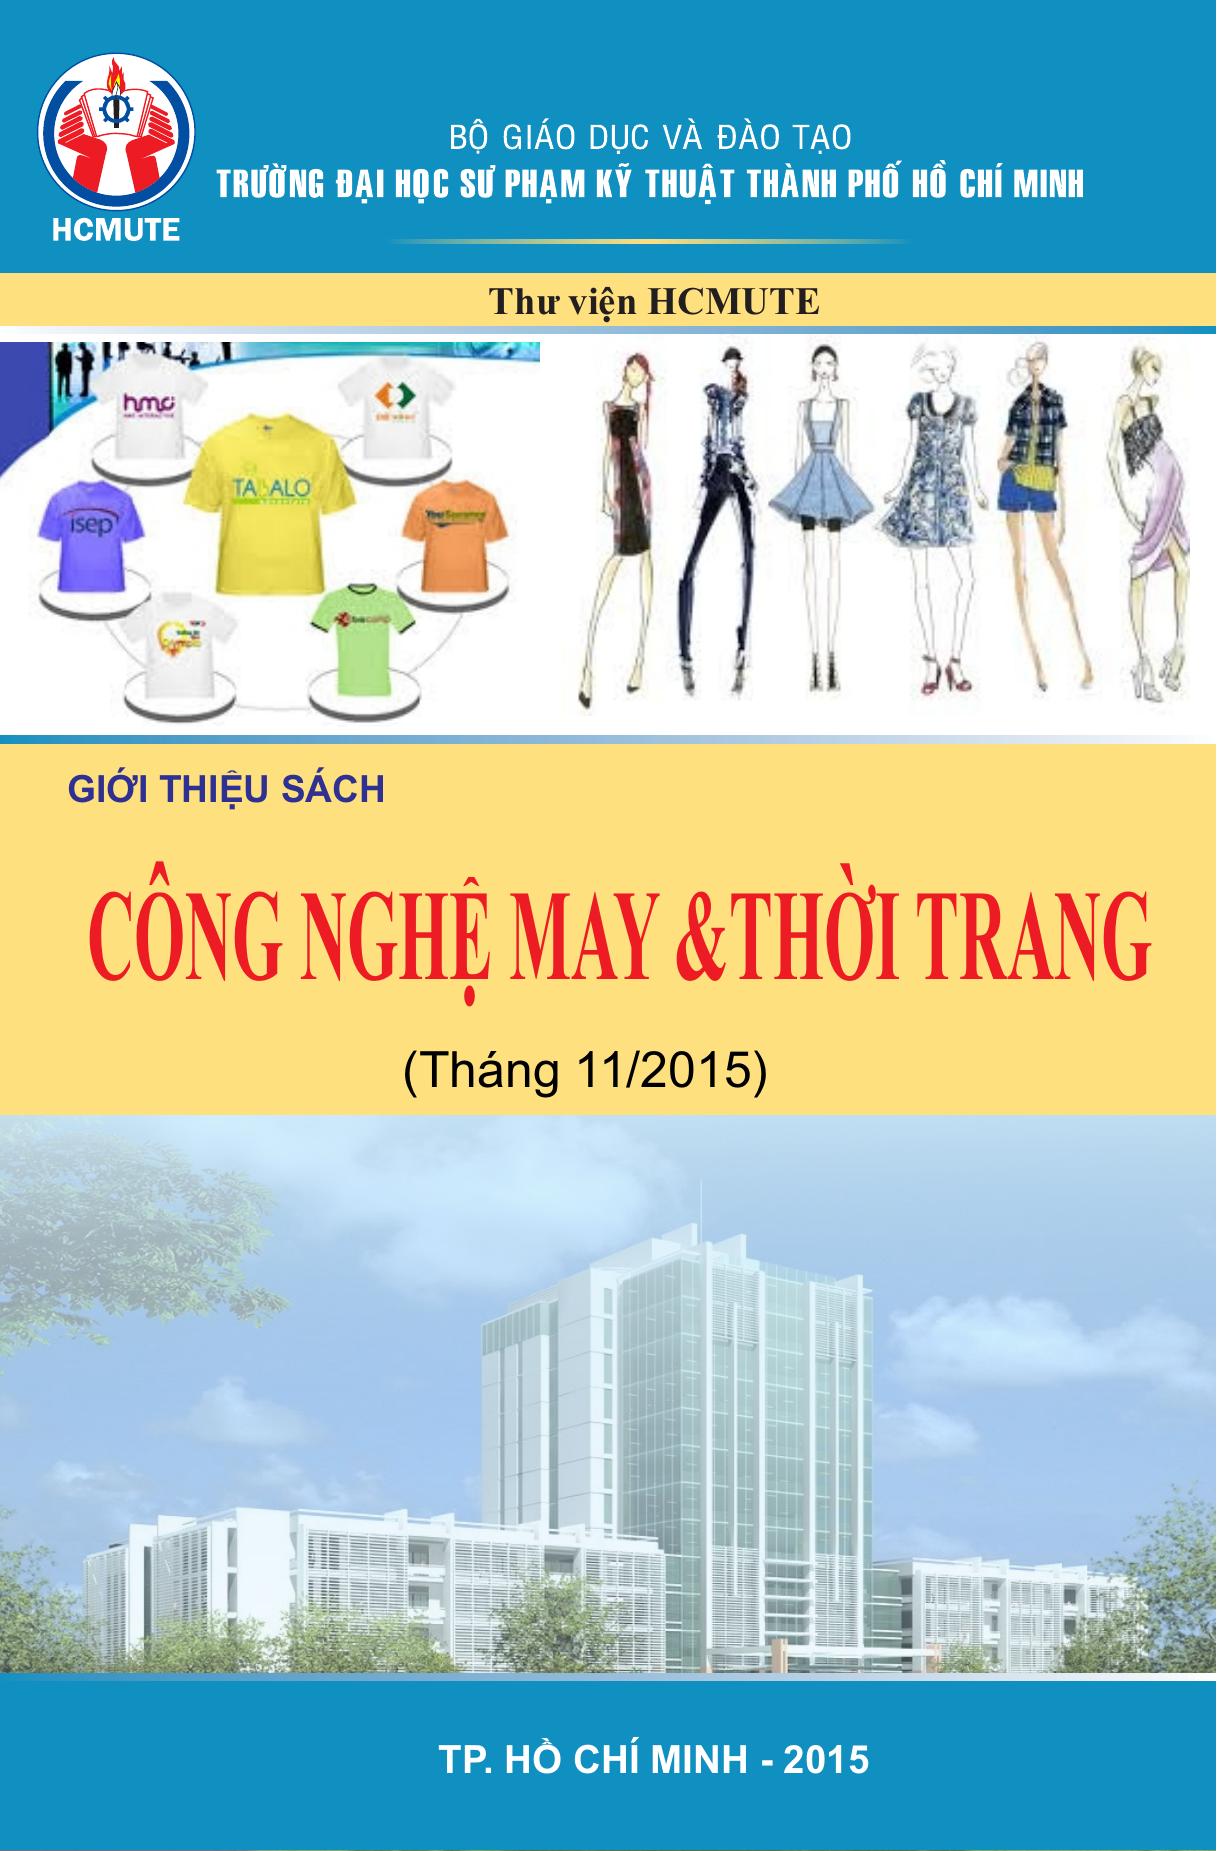 BỘ GIÁO DỤC VÀ ĐÀO TẠO
TRƯỜNG ĐẠI HỌC SƯ PHẠM KỸ THUẬT THÀNH PHỐ HỒ CHÍ MINH
HCMUTE
Thư viện HCMUTE
hmc
TABALO
isep
GIỚI THIỆU SÁCH
CÔNG NGHỆ MAY &THỜI TRANG
(Tháng 11/2015)
TP. HỒ CHÍ MINH - 2015